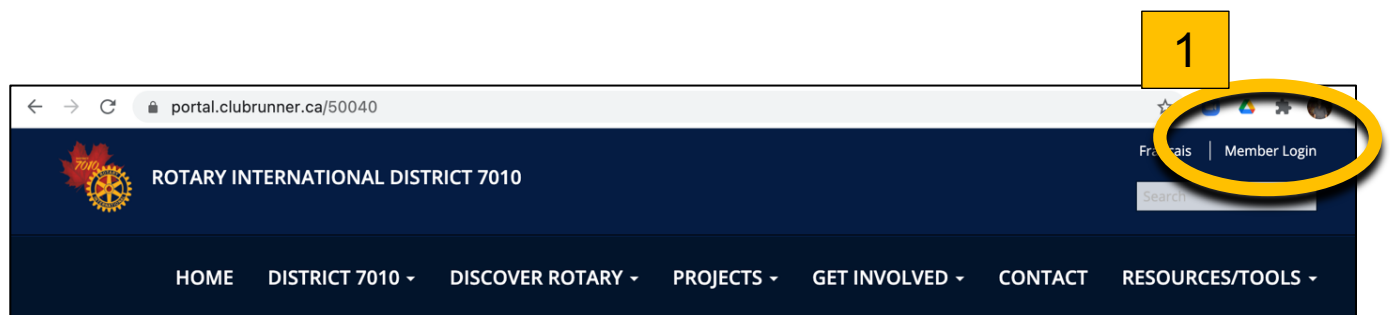 1
portal.clubrunner.ca/50040
7010
Français | Member Login
ROTARY INTERNATIONAL DISTRICT 7010
Search
HOME DISTRICT 7010 DISCOVER ROTARY PROJECTS GET INVOLVED CONTACT RESOURCES/TOOLS